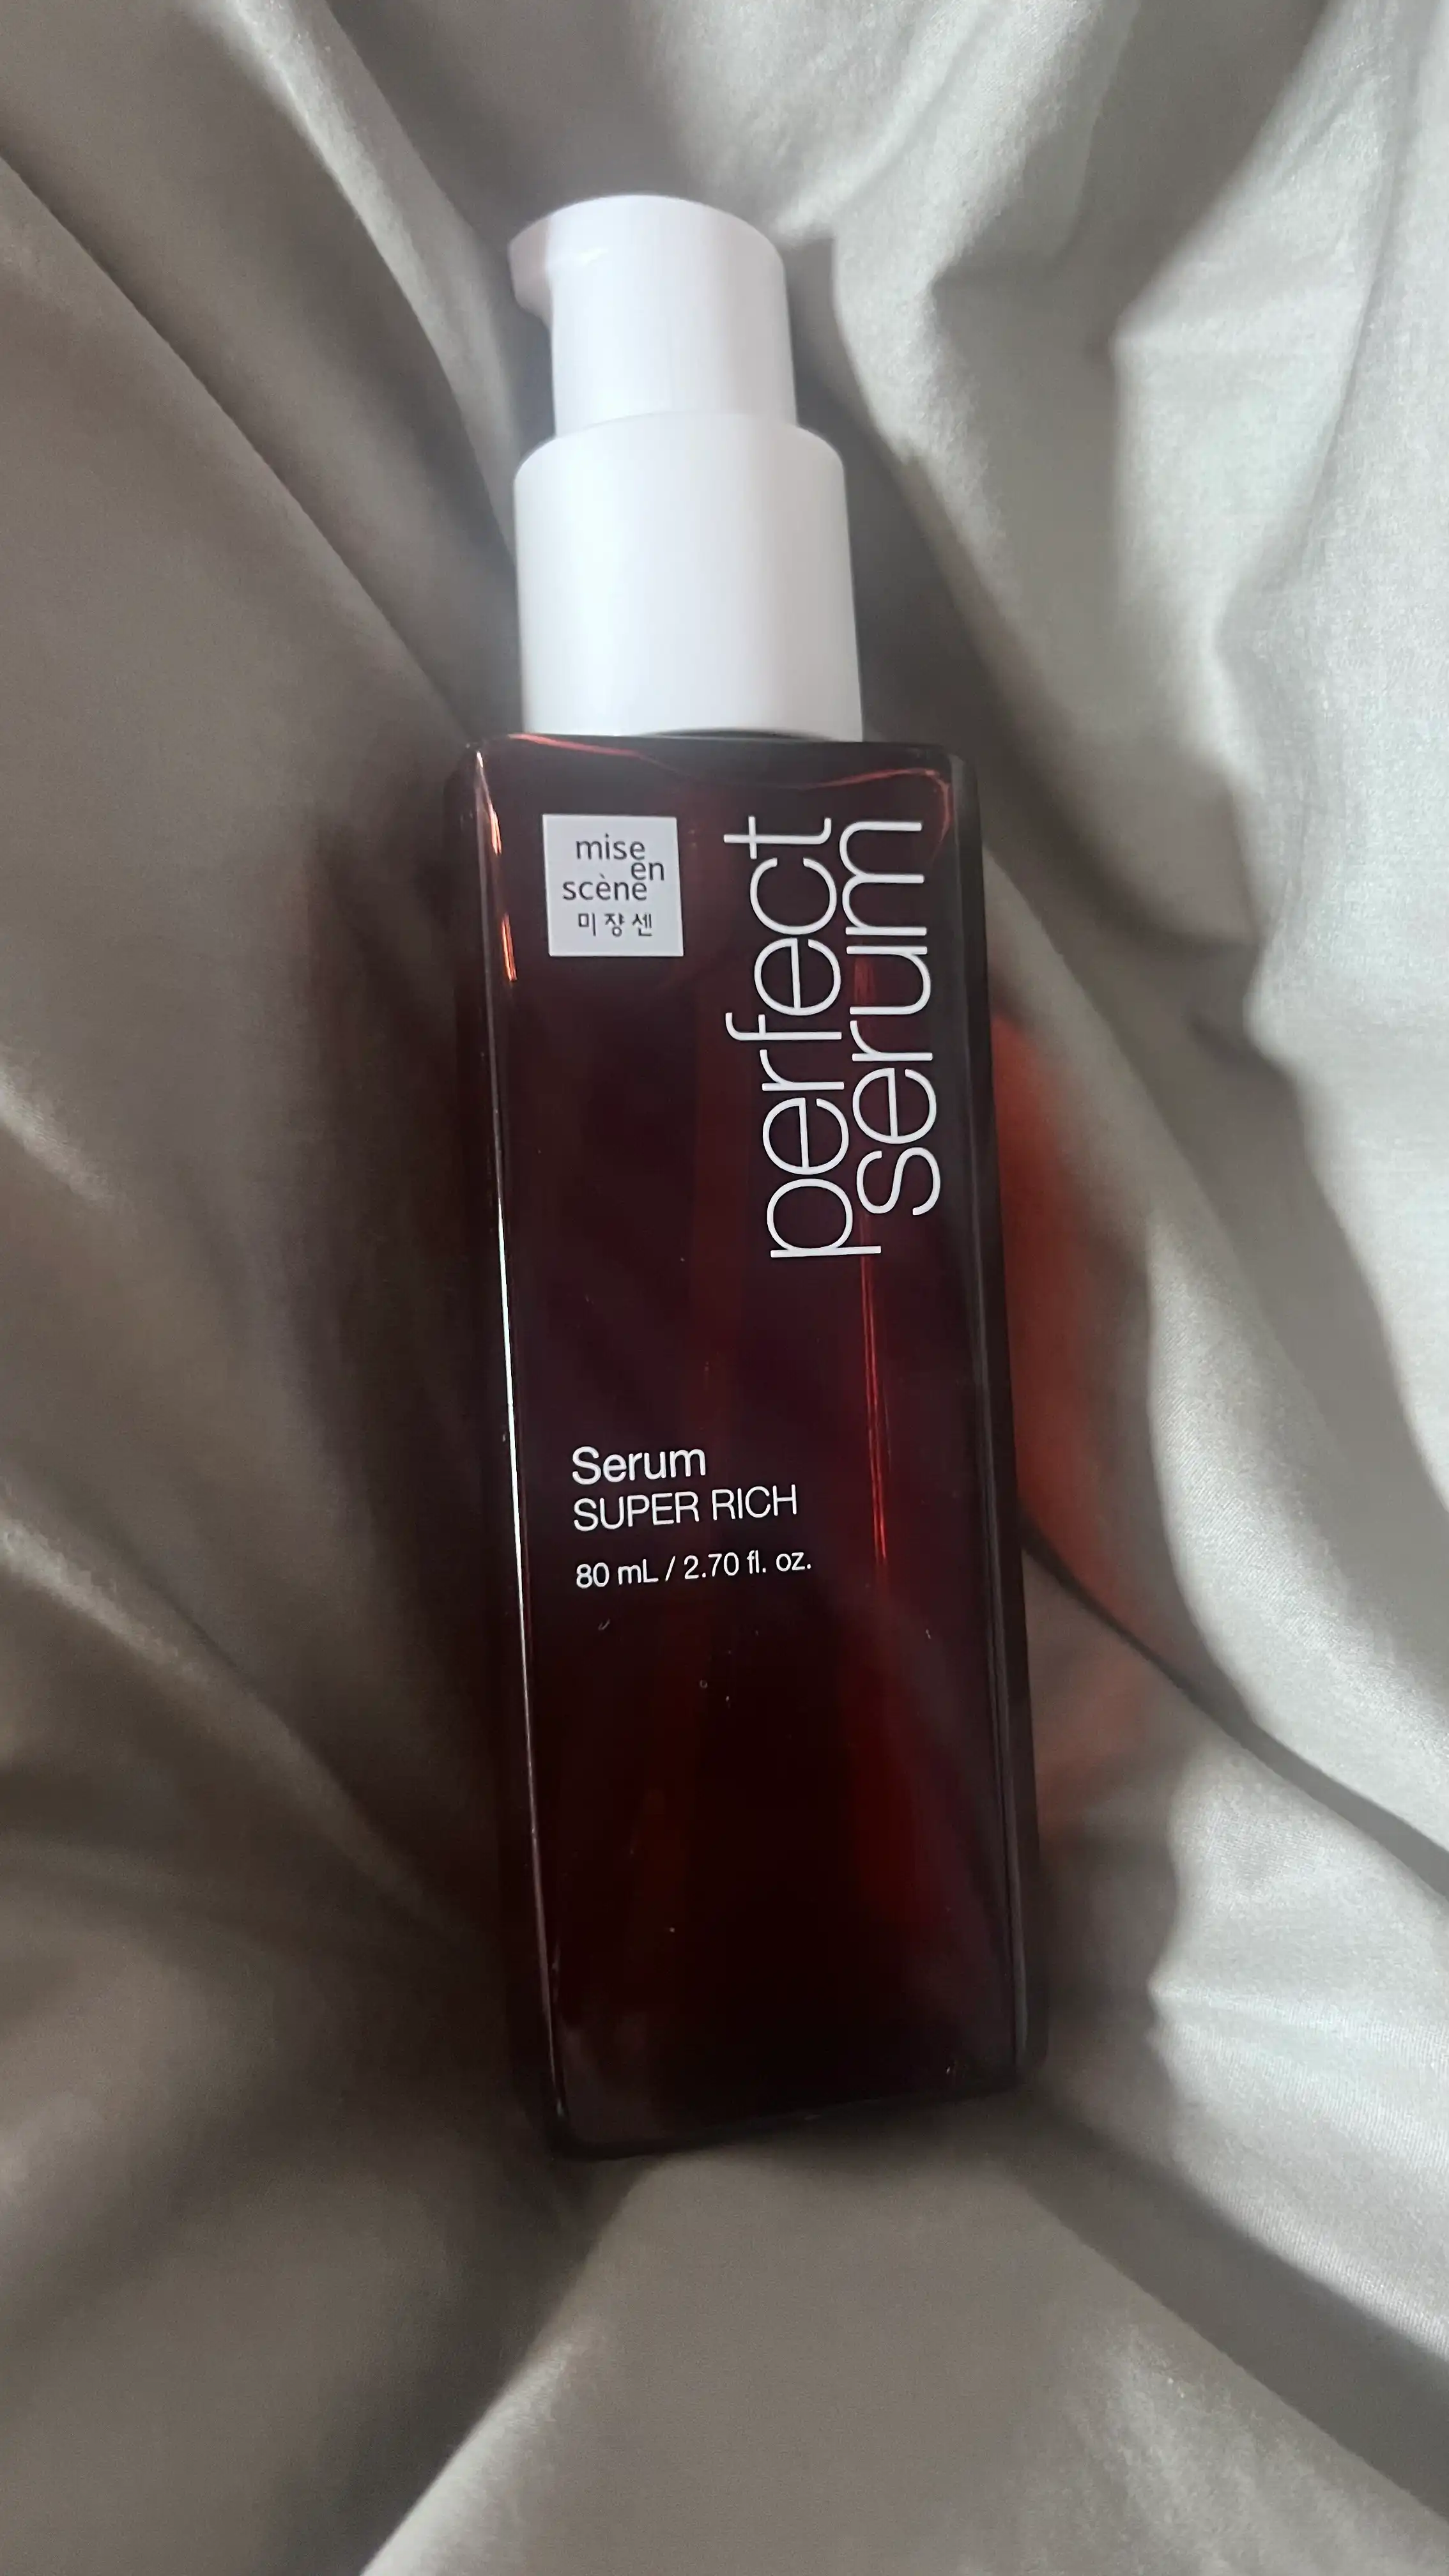 mise
en
scène
미쟝센
perfect
serum
Serum
SUPER RICH
80 mL / 2.70 fl. oz.